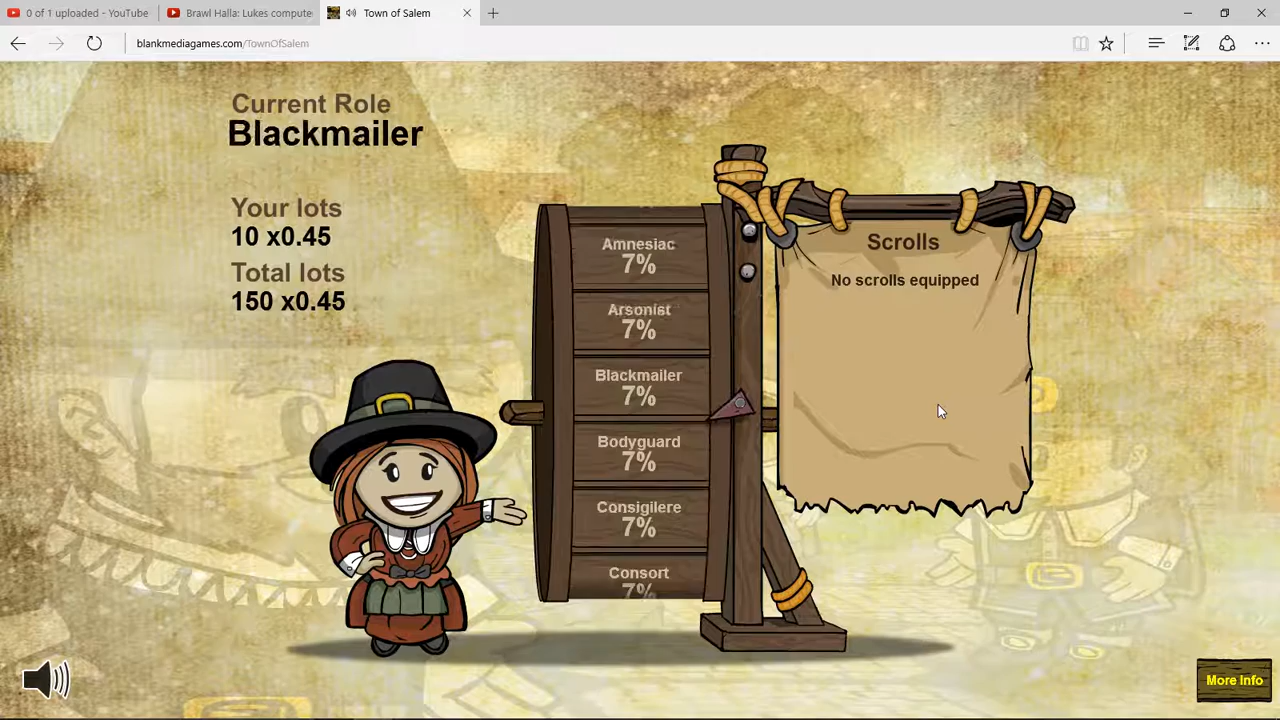 0 of 1 uploaded - YouTube
Brawl Halla: Lukes compute
Town of Salem
blankmediagames.com/TownOfSalem
Current Role
Blackmailer
Your lots
10 x0.45
Total lots
150 x0.45
Amnesiac
7%
Arsonist
7%
Blackmailer
7%
Bodyguard
7%
Consigilere
7%
Consort
7%
Scrolls
No scrolls equipped
More Info